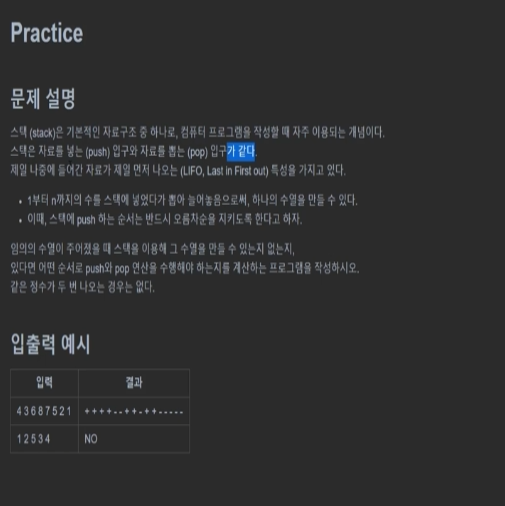 Practice
문제 설명
스택 (stack)은 기본적인 자료구조 중 하나로, 컴퓨터 프로그램을 작성할 때 자주 이용되는 개념이다.
스택은 자료를 넣는 (push) 입구와 자료를 뽑는 (pop) 입구가 같다.
제일 나중에 들어간 자료가 제일 먼저 나오는 (LIFO, Last in First out) 특성을 가지고 있다.
• 1부터 n까지의 수를 스택에 넣었다가 뽑아 늘어놓음으로써, 하나의 수열을 만들 수 있다.
• 이때, 스택에 push 하는 순서는 반드시 오름차순을 지키도록 한다고 하자.
임의의 수열이 주어졌을 때 스택을 이용해 그 수열을 만들 수 있는지 없는지,
있다면 어떤 순서로 push와 pop 연산을 수행해야 하는지를 계산하는 프로그램을 작성하시오.
같은 정수가 두 번 나오는 경우는 없다.
입출력 예시
입력 결과
4 3 6 8 7 5 2 1 + + + + - - + + - + + - - - - -
1 2 5 3 4 NO